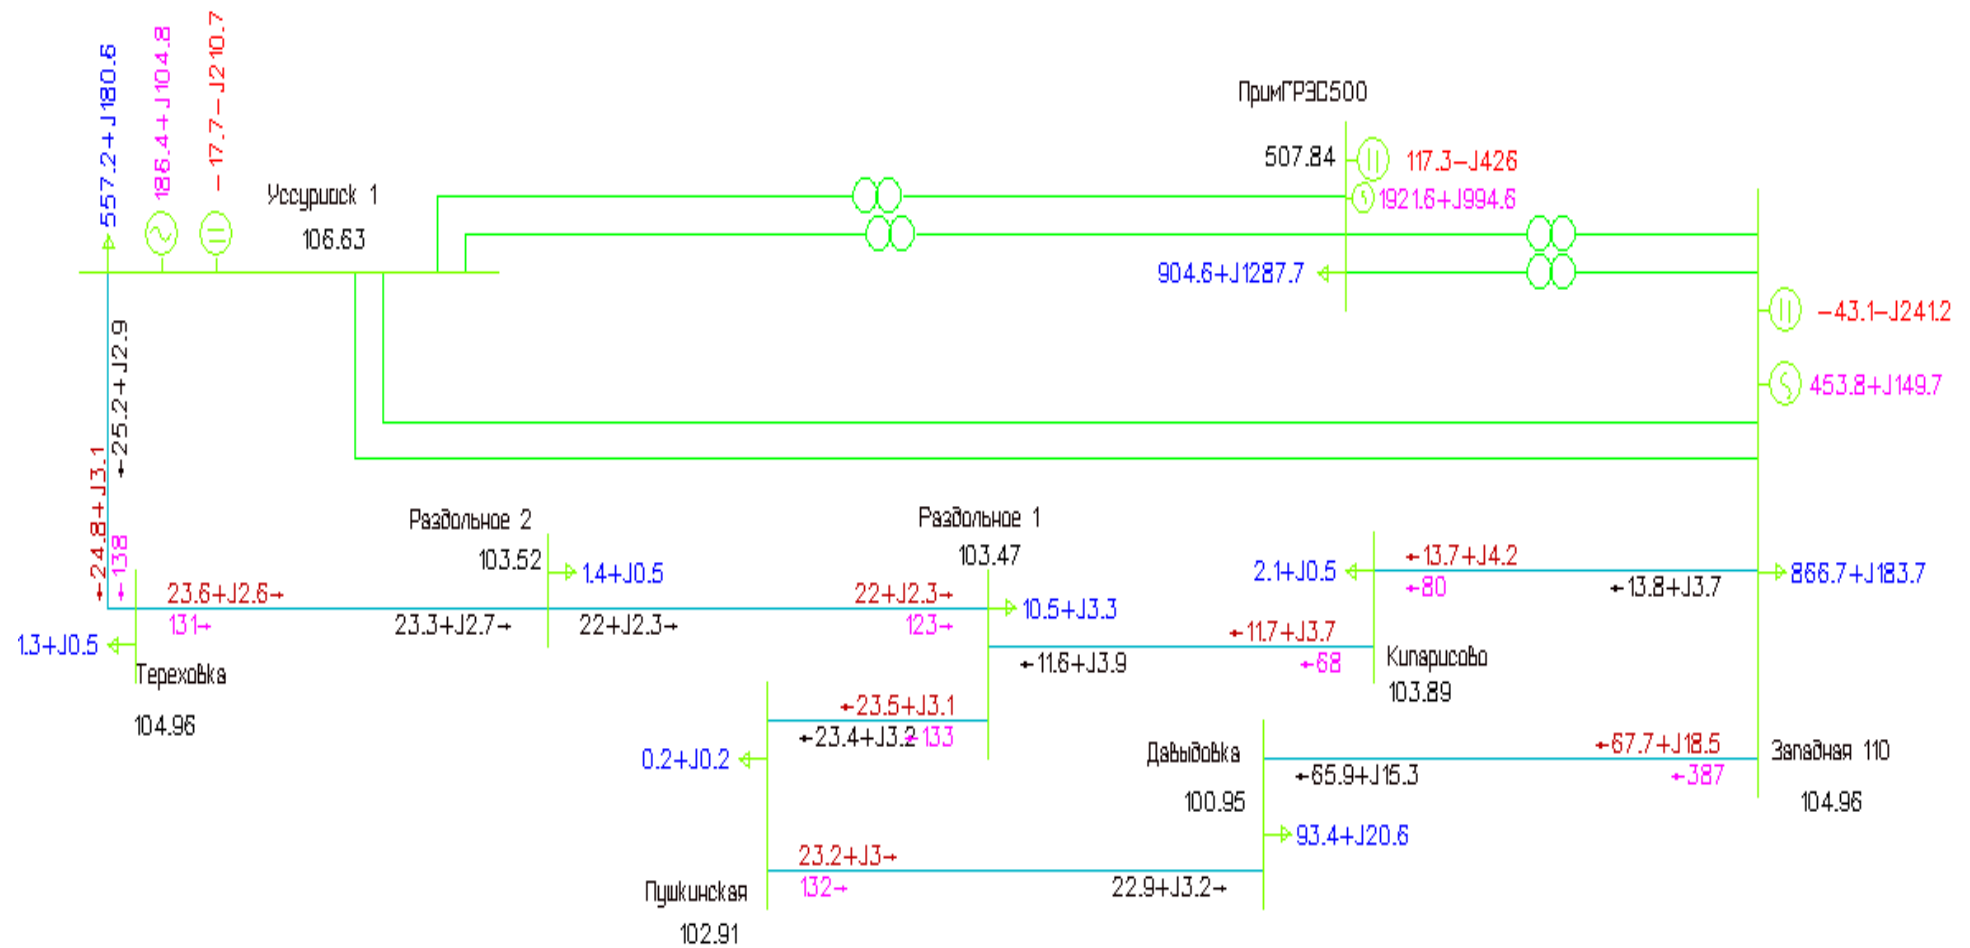 557.2+J180.6
186.4+J104.8
-17.7-J210.7
Уссурииск 1
106.63
ПримГРЭС500
507.84
117.3-J426
1921.6+J994.6
904.6+J1287.7
-43.1-J241.2
453.8+J149.7
←25.2+J2.9
←24.8+J3.1
←138
Раздольное 2
103.52
1.4+J0.5
Раздольное 1
103.47
2.1+J0.5
←13.7+J4.2
←80
←13.8+J3.7
866.7+J183.7
23.6+J2.6→
131→
23.3+J2.7→
22+J2.3→
22+J2.3→
123→
10.5+J3.3
1.3+J0.5
Тереховка
104.96
←11.7+J3.7
←68
←11.6+J3.9
Кипарисово
103.89
←23.5+J3.1
←23.4+J3.2
←133
0.2+J0.2
Давыдовка
100.95
←67.7+J18.5
←387
←65.9+J15.3
Западная 110
104.96
93.4+J20.6
23.2+J3→
132→
22.9+J3.2→
Пушкинская
102.91